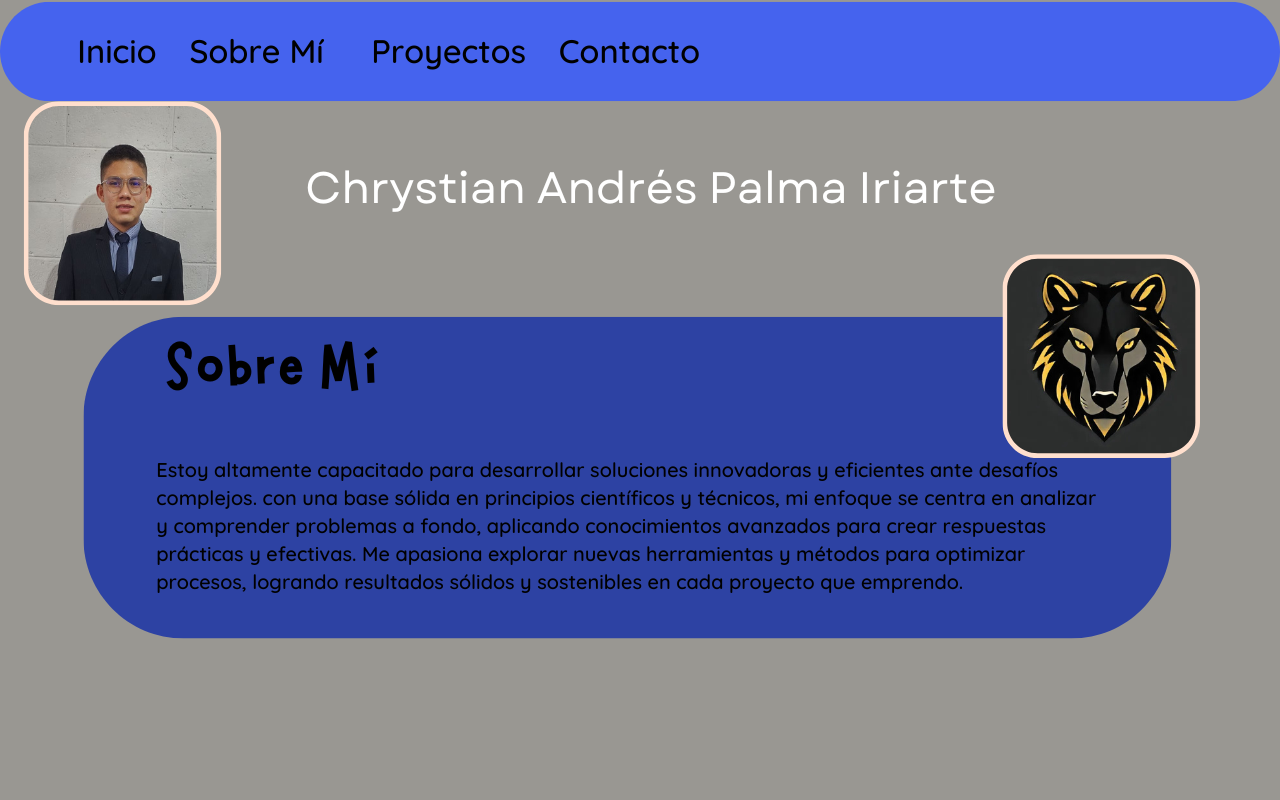 Inicio Sobre Mí Proyectos Contacto
Chrystian Andrés Palma Iriarte
Sobre Mí
Estoy altamente capacitado para desarrollar soluciones innovadoras y eficientes ante desafíos
complejos. con una base sólida en principios científicos y técnicos, mi enfoque se centra en analizar
y comprender problemas a fondo, aplicando conocimientos avanzados para crear respuestas
prácticas y efectivas. Me apasiona explorar nuevas herramientas y métodos para optimizar
procesos, logrando resultados sólidos y sostenibles en cada proyecto que emprendo.